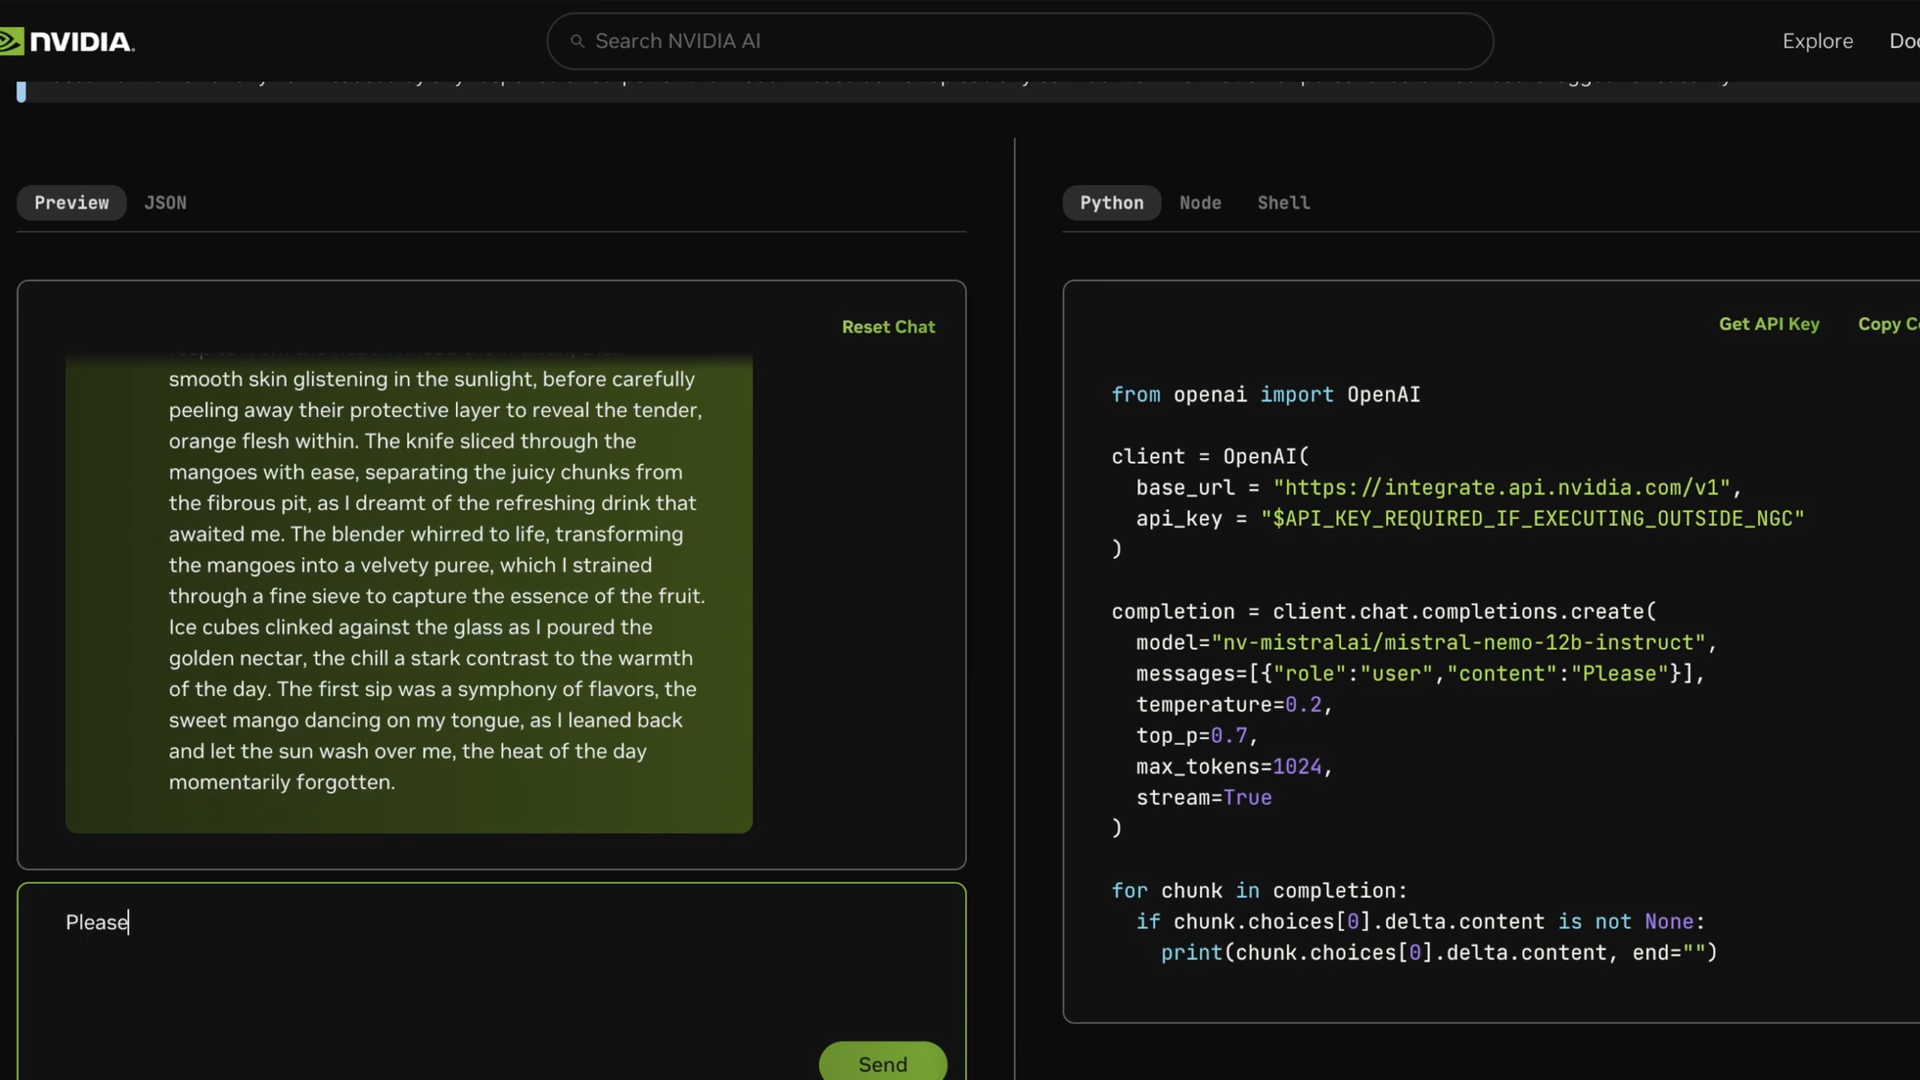 NVIDIA.
Search NVIDIA AI
Explore
Preview
JSON
Reset Chat
smooth skin glistening in the sunlight, before carefully
peeling away their protective layer to reveal the tender,
orange flesh within. The knife sliced through the
mangoes with ease, separating the juicy chunks from
the fibrous pit, as I dreamt of the refreshing drink that
awaited me. The blender whirred to life, transforming
the mangoes into a velvety puree, which I strained
through a fine sieve to capture the essence of the fruit.
Ice cubes clinked against the glass as I poured the
golden nectar, the chill a stark contrast to the warmth
of the day. The first sip was a symphony of flavors, the
sweet mango dancing on my tongue, as I leaned back
and let the sun wash over me, the heat of the day
momentarily forgotten.
Please
Send
Python
Node
Shell
Get API Key
Copy
from openai import OpenAI
client = OpenAI(
base_url = "https://integrate.api.nvidia.com/v1",
api_key = "$API_KEY_REQUIRED_IF_EXECUTING_OUTSIDE_NGC"
)
completion = client.chat.completions.create(
model="nv-mistralai/mistral-nemo-12b-instruct",
messages=[{"role":"user","content":"Please"}],
temperature=0.2,
top_p=0.7,
max_tokens=1024,
stream=True
)
for chunk in completion:
if chunk.choices[0].delta.content is not None:
print(chunk.choices[0].delta.content, end="")